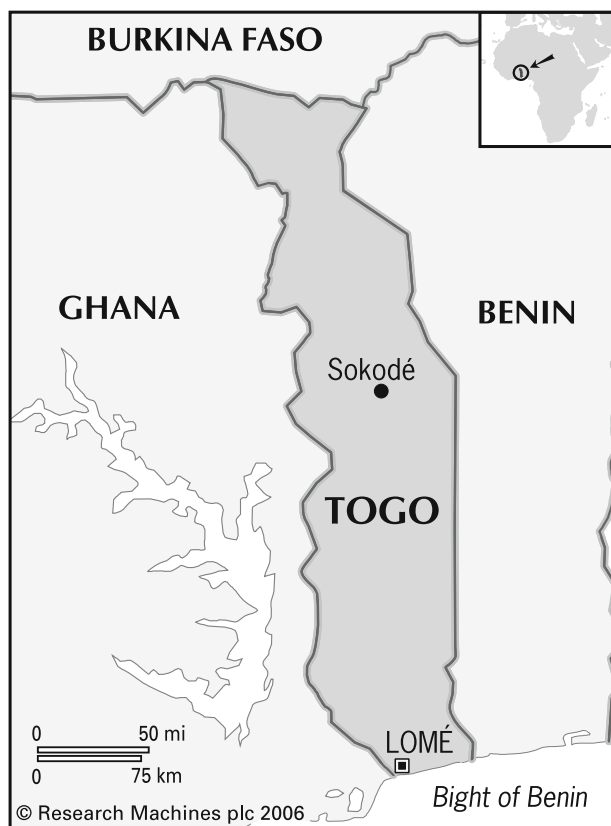 BURKINA FASO
GHANA
BENIN
Sokodé
TOGO
0 50 mi
0 75 km
LOMÉ
Bight of Benin
© Research Machines plc 2006